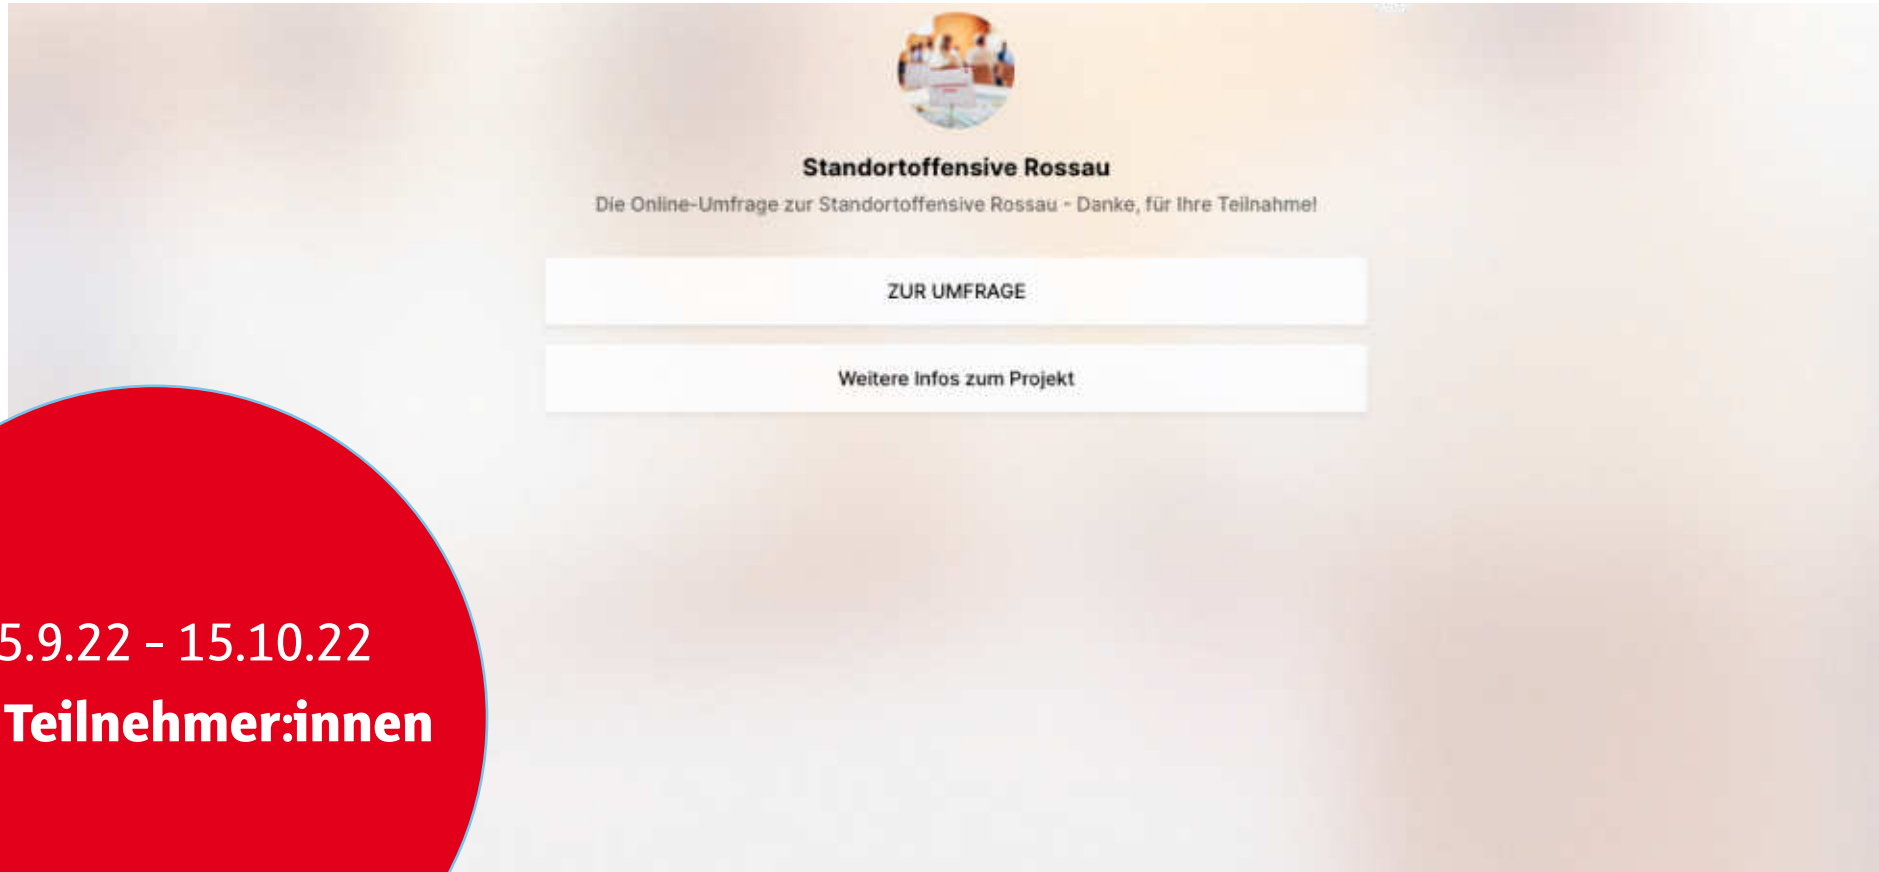 Standortoffensive Rossau
Die Online-Umfrage zur Standortoffensive Rossau - Danke, für Ihre Teilnahme!
ZUR UMFRAGE
Weitere Infos zum Projekt
5.9.22 – 15.10.22
Teilnehmer:innen